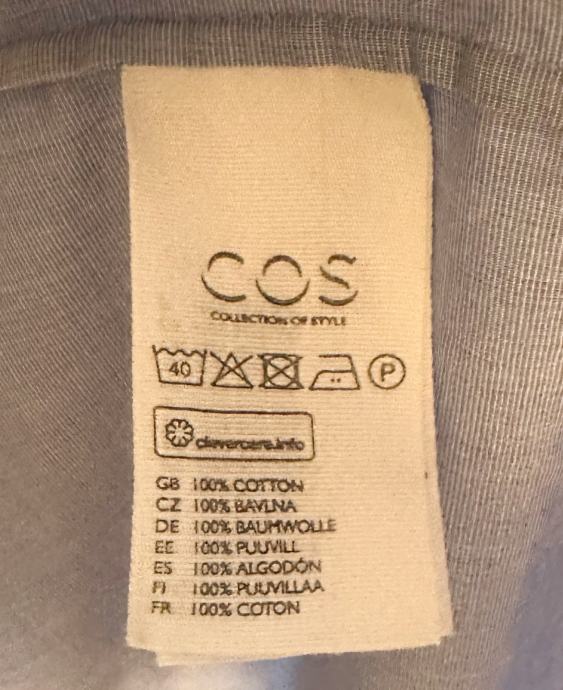 COS
COLLECTION OF STYLE
40 P
clevercare.info
GB 100% COTTON
CZ 100% BAVLNA
DE 100% BAUMWOLLE
EE 100% PUUVILL
ES 100% ALGODÓN
FI 100% PUUVILLAA
FR 100% COTON